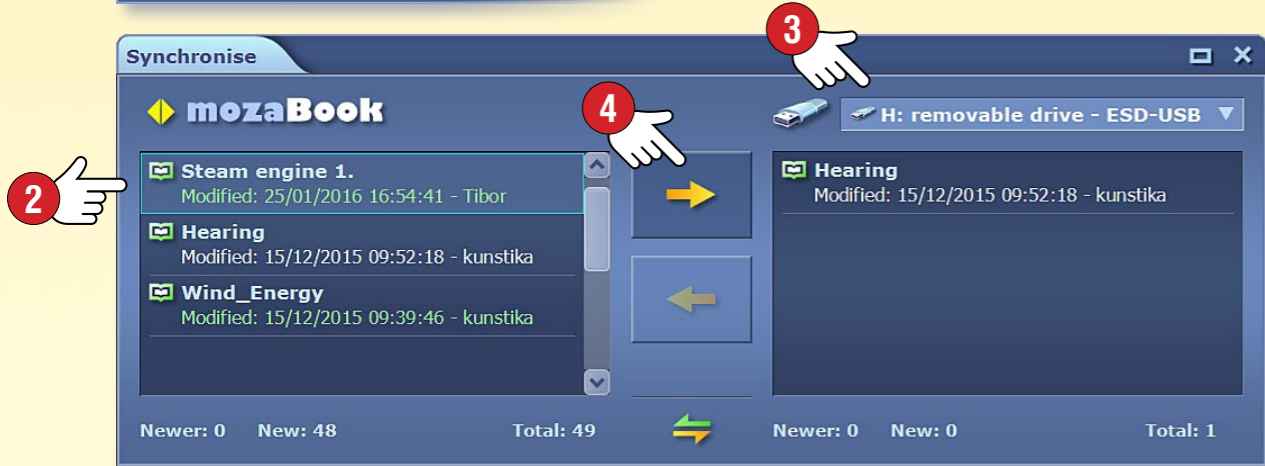 3
Synchronise
mozaBook
4
H: removable drive - ESD-USB
2
Steam engine 1.
Modified: 25/01/2016 16:54:41 - Tibor
Hearing
Modified: 15/12/2015 09:52:18 - kunstika
Wind_Energy
Modified: 15/12/2015 09:39:46 - kunstika
Hearing
Modified: 15/12/2015 09:52:18 - kunstika
Newer: 0 New: 48 Total: 49
Newer: 0 New: 0 Total: 1